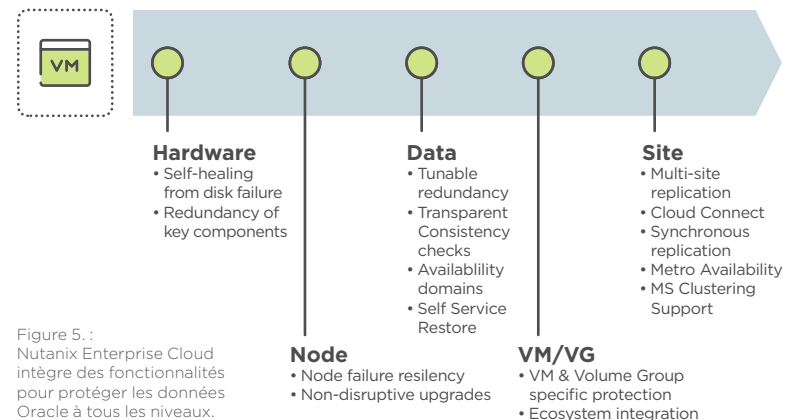 VM
Hardware
• Self-healing
from disk failure
• Redundancy of
key components
Data
• Tunable
redundancy
• Transparent
Consistency
checks
• Availablility
domains
• Self Service
Restore
Site
• Multi-site
replication
• Cloud Connect
• Synchronous
replication
• Metro Availability
• MS Clustering
Support
Node
• Node failure resilency
• Non-disruptive upgrades
VM/VG
• VM & Volume Group
specific protection
• Ecosystem integration
Figure 5. :
Nutanix Enterprise Cloud
intègre des fonctionnalités
pour protéger les données
Oracle à tous les niveaux.